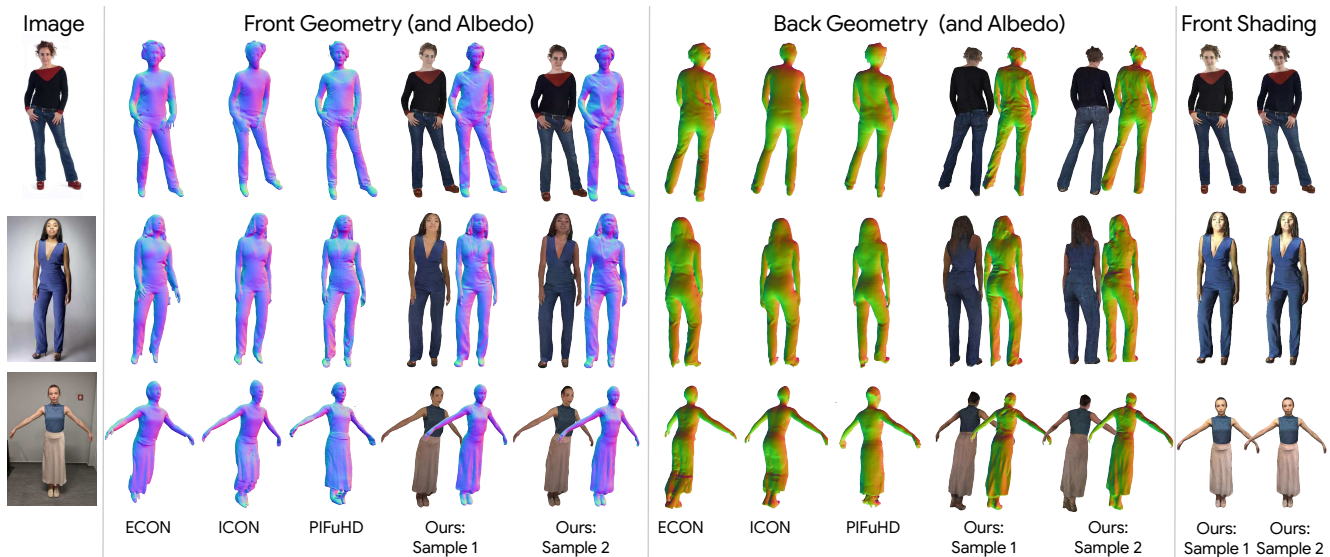 Image
Front Geometry (and Albedo)
Back Geometry (and Albedo)
Front Shading
ECON
ICON
PIFuHD
Ours:
Sample 1
Ours:
Sample 2
ECON
ICON
PIFuHD
Ours:
Sample 1
Ours:
Sample 2
Ours:
Sample 1
Ours:
Sample 2